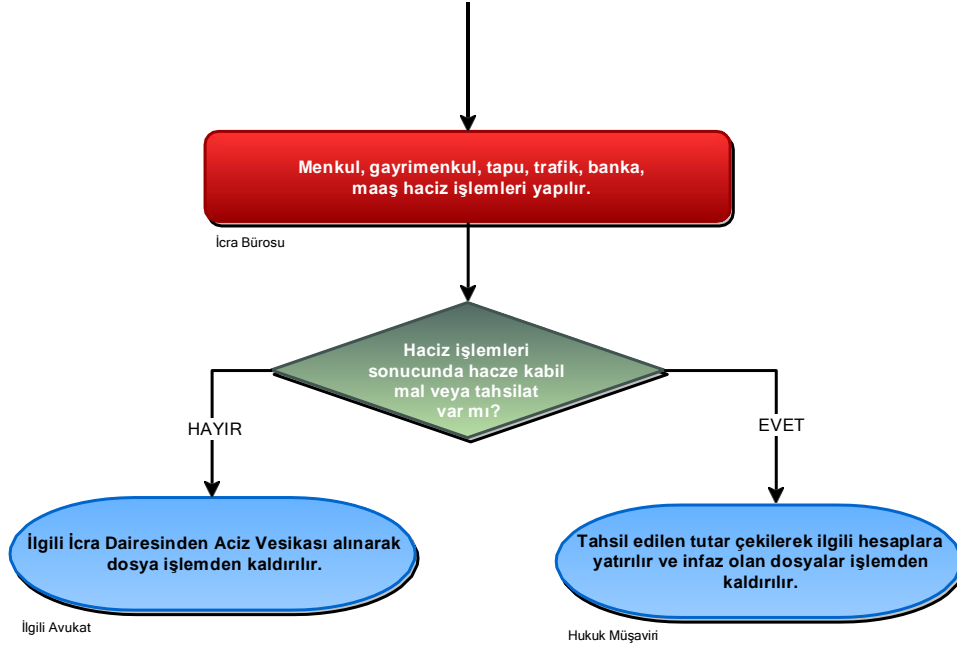 Menkul, gayrimenkul, tapu, trafik, banka,
maaş haciz işlemleri yapılır.
İcra Bürosu
Haciz işlemleri
sonucunda hacze kabil
mal veya tahsilat
var mı?
HAYIR
EVET
İlgili İcra Dairesinden Aciz Vesikası alınarak
dosya işlemden kaldırılır.
İlgili Avukat
Tahsil edilen tutar çekilerek ilgili hesaplara
yatırılır ve infaz olan dosyalar işlemden
kaldırılır.
Hukuk Müşaviri